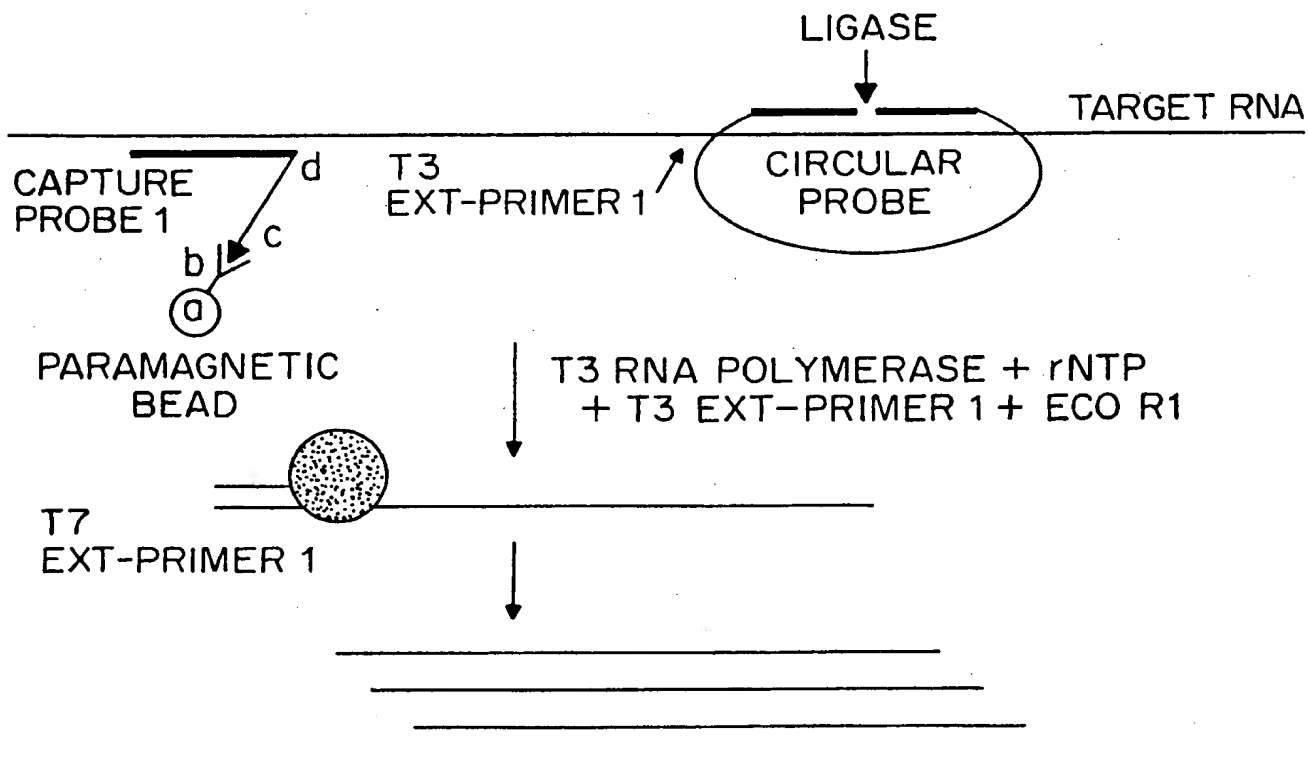 LIGASE
TARGET RNA
CAPTURE
PROBE 1
d
T3
EXT-PRIMER 1
CIRCULAR
PROBE
c
b
a
PARAMAGNETIC
BEAD
T3 RNA POLYMERASE + rNTP
+ T3 EXT-PRIMER 1 + ECO R1
T7
EXT-PRIMER 1